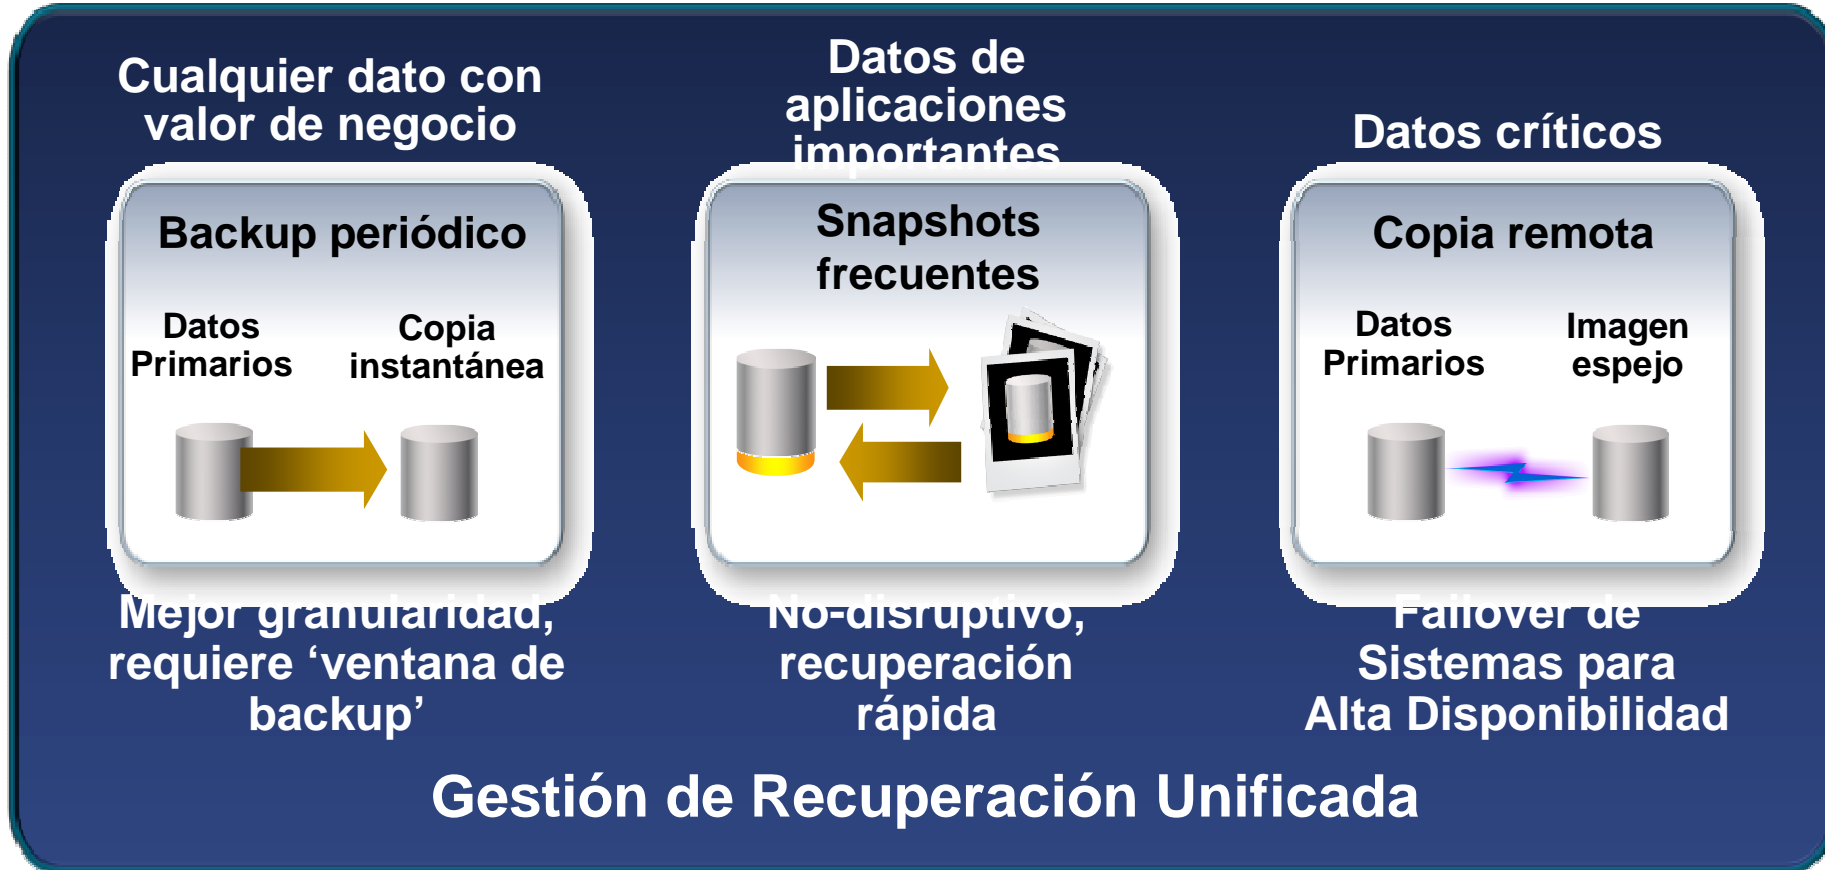 Cualquier dato con
valor de negocio
Backup periódico
Datos
Primarios
Copia
instantánea
Mejor granularidad,
requiere ‘ventana de
backup’
Datos de
aplicaciones
importantes
Snapshots
frecuentes
No-disruptivo,
recuperación
rápida
Datos críticos
Copia remota
Datos
Primarios
Imagen
espejo
Failover de
Sistemas para
Alta Disponibilidad
Gestión de Recuperación Unificada